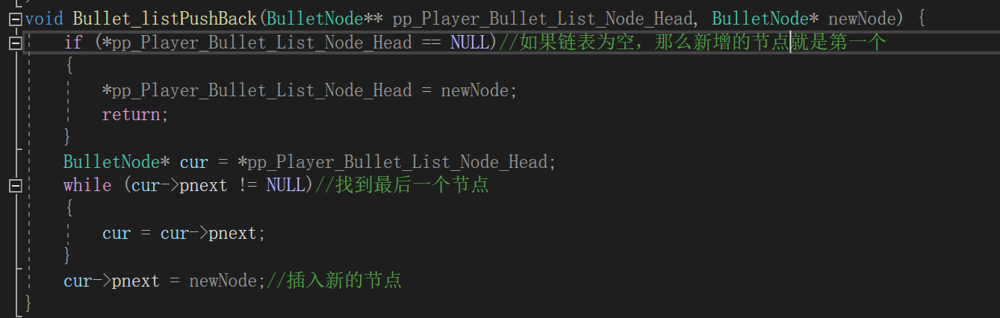 void Bullet_listPushBack(BulletNode** pp_Player_Bullet_List_Node_Head, BulletNode* newNode) {
if (*pp_Player_Bullet_List_Node_Head == NULL)//如果链表为空，那么新增的节点就是第一个
{
*pp_Player_Bullet_List_Node_Head = newNode;
return;
}
BulletNode* cur = *pp_Player_Bullet_List_Node_Head;
while (cur->pnext != NULL)//找到最后一个节点
{
cur = cur->pnext;
}
cur->pnext = newNode;//插入新的节点
}